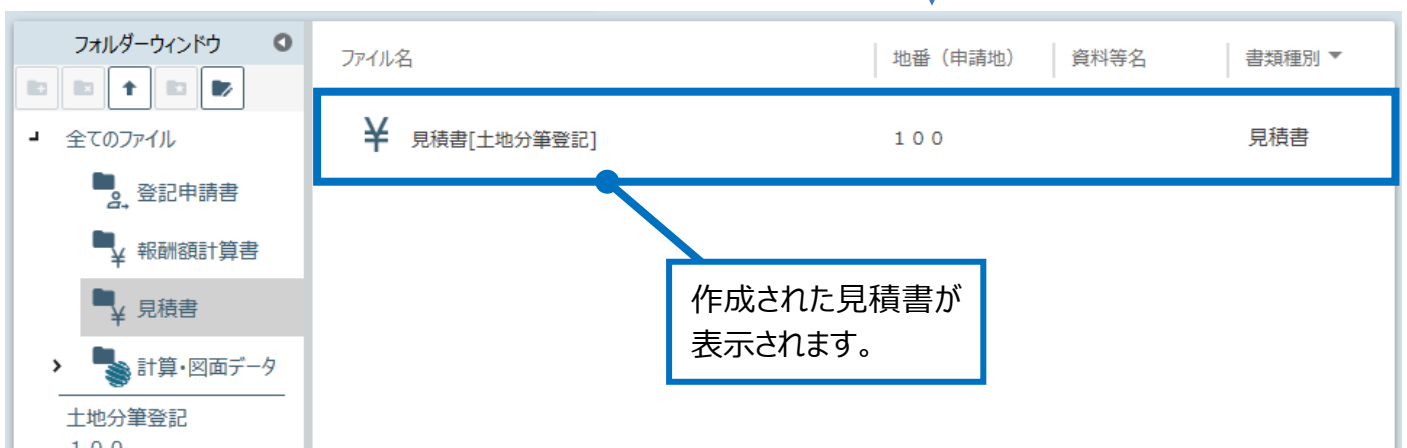 フォルダーウィンドウ
ファイル名
地番（申請地）
資料等名
書類種別
全てのファイル
¥ 見積書[土地分筆登記]
１００
見積書
登記申請書
報酬額計算書
見積書
計算・図面データ
土地分筆登記
１００
作成された見積書が
表示されます。